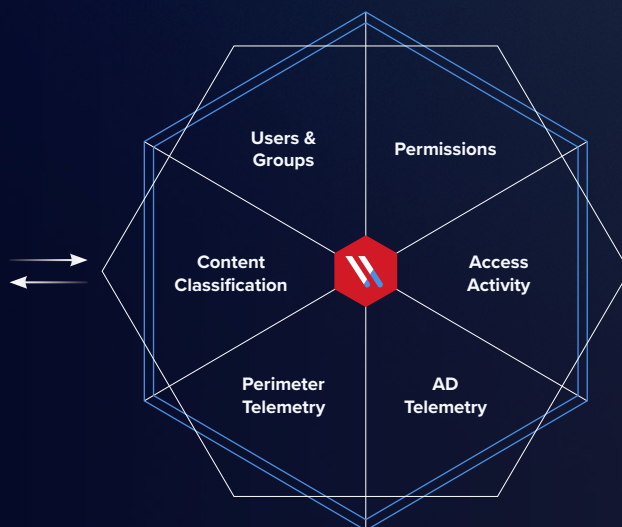 Users &
Groups
Permissions
Content
Classification
Access
Activity
Perimeter
Telemetry
AD
Telemetry